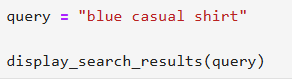 query = "blue casual shirt"
display_search_results(query)